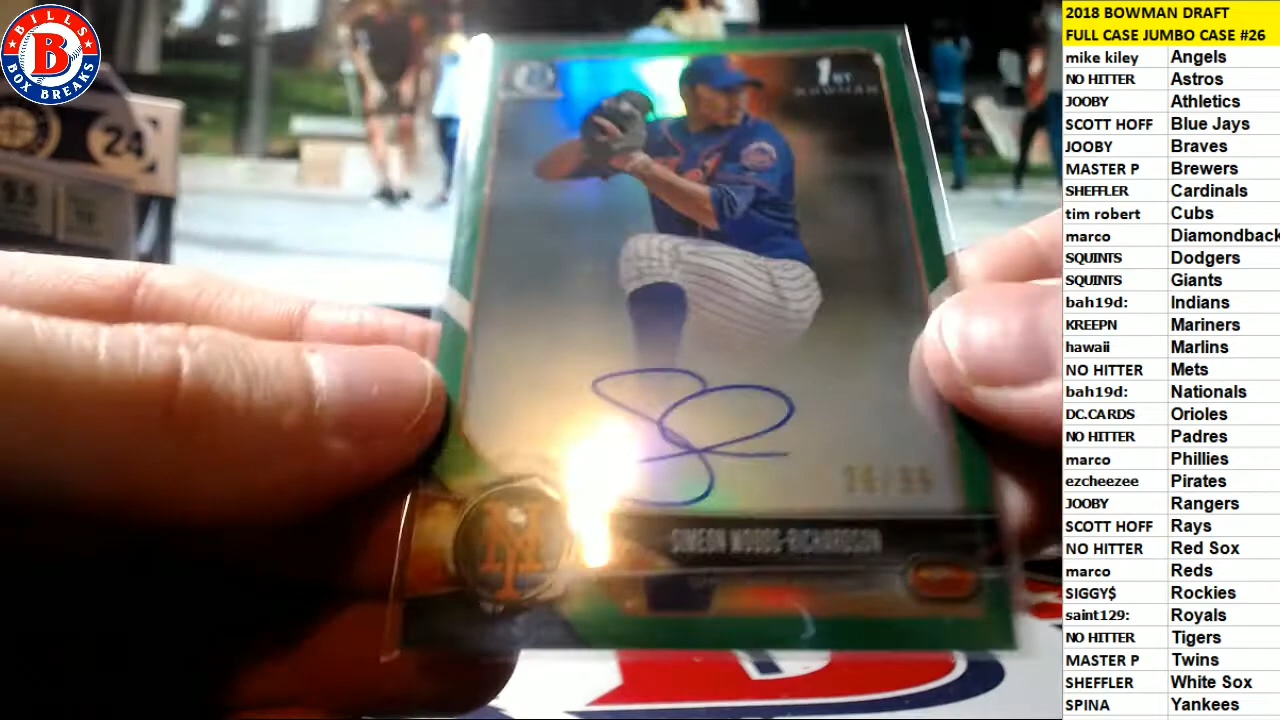 BILLS
B
BOX BREAKS
24
9.5
1ST
BOWMAN
SIMEON WOODS-RICHARDSON
2018 BOWMAN DRAFT
FULL CASE JUMBO CASE #26
mike kiley Angels
NO HITTER Astros
JOOBY Athletics
SCOTT HOFF Blue Jays
JOOBY Braves
MASTER P Brewers
SHEFFLER Cardinals
tim robert Cubs
marco Diamondback
SQUINTS Dodgers
SQUINTS Giants
bah19d: Indians
KREEPN Mariners
hawaii Marlins
NO HITTER Mets
bah19d: Nationals
DC.CARDS Orioles
NO HITTER Padres
marco Phillies
ezcheezee Pirates
JOOBY Rangers
SCOTT HOFF Rays
NO HITTER Red Sox
marco Reds
SIGGY$ Rockies
saint129: Royals
NO HITTER Tigers
MASTER P Twins
SHEFFLER White Sox
SPINA Yankees